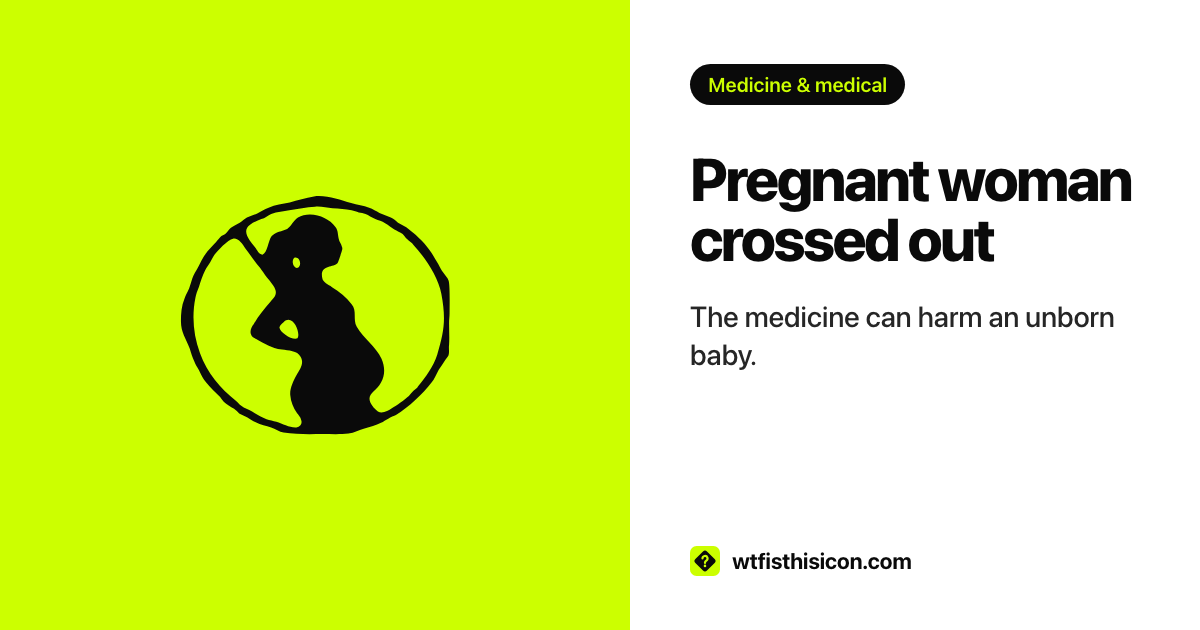 Medicine & medical
Pregnant woman
crossed out
The medicine can harm an unborn
baby.
wtfisthisicon.com